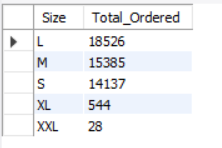 Size Total_Ordered
L 18526
M 15385
S 14137
XL 544
XXL 28